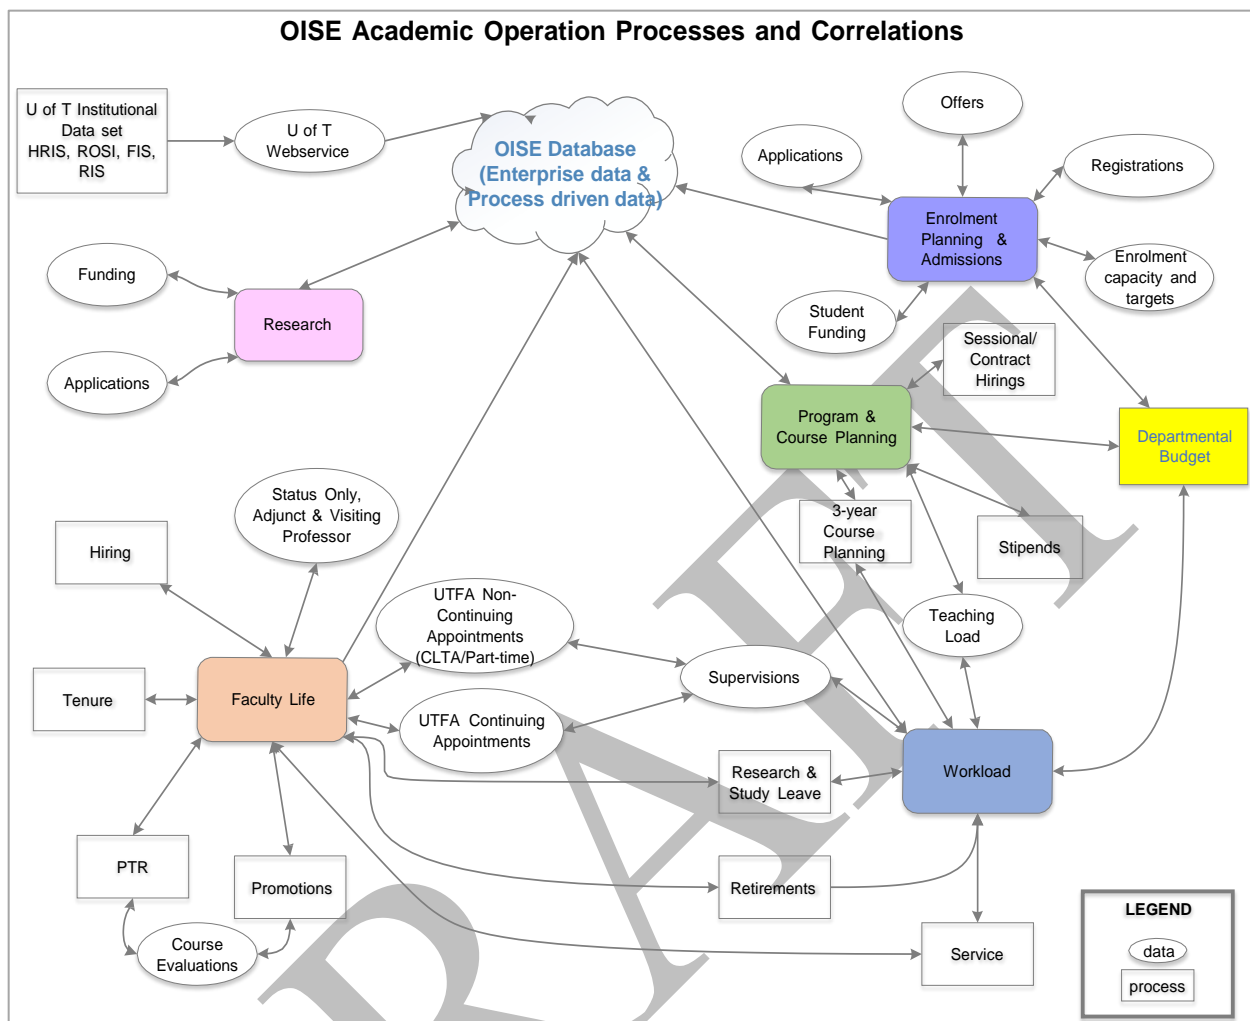 OISE Academic Operation Processes and Correlations
U of T Institutional
Data set
HRIS, ROSI, FIS,
RIS
U of T
Webservice
OISE Database
(Enterprise data &
Process driven data)
Offers
Applications
Registrations
Enrolment
Planning & 
Admissions
Enrolment
capacity and
targets
Student
Funding
Funding
Research
Applications
Sessional/
Contract
Hirings
Program &
Course Planning
Departmental
Budget
3-year
Course
Planning
Stipends
Teaching
Load
Status Only,
Adjunct & Visiting
Professor
Hiring
UTFA Non-
Continuing
Appointments
(CLTA/Part-time)
Supervisions
Tenure
Faculty Life
UTFA Continuing
Appointments
Research &
Study Leave
Workload
PTR
Promotions
Retirements
Course
Evaluations
Service
LEGEND
data
process
DRAFT